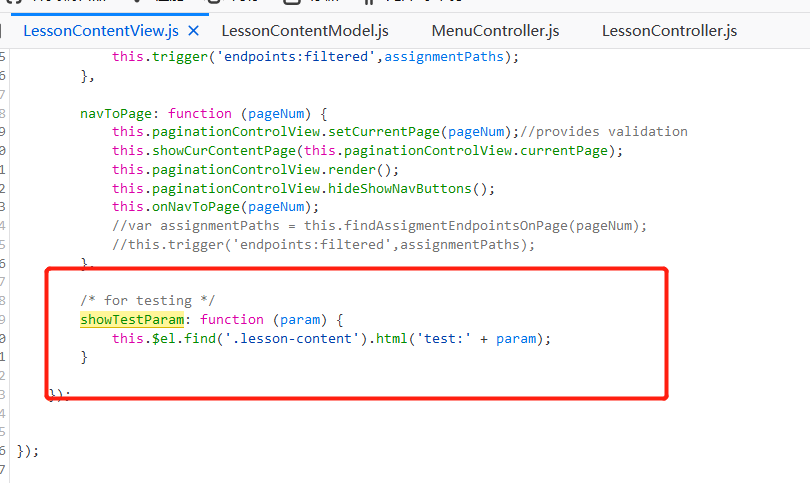 LessonContentView.js ✕ LessonContentModel.js MenuController.js LessonController.js
5 this.trigger('endpoints:filtered',assignmentPaths);
6 },
7
8 navToPage: function (pageNum) {
9 this.paginationControlView.setCurrentPage(pageNum);//provides validation
0 this.showCurContentPage(this.paginationControlView.currentPage);
1 this.paginationControlView.render();
2 this.paginationControlView.hideShowNavButtons();
3 this.onNavToPage(pageNum);
4 //var assignmentPaths = this.findAssigmentEndpointsOnPage(pageNum);
5 //this.trigger('endpoints:filtered',assignmentPaths);
6 },
7
8 /* for testing */
9 showTestParam: function (param) {
0 this.$el.find('.lesson-content').html('test:' + param);
1 }
2
3 });
4
5
6 });
7